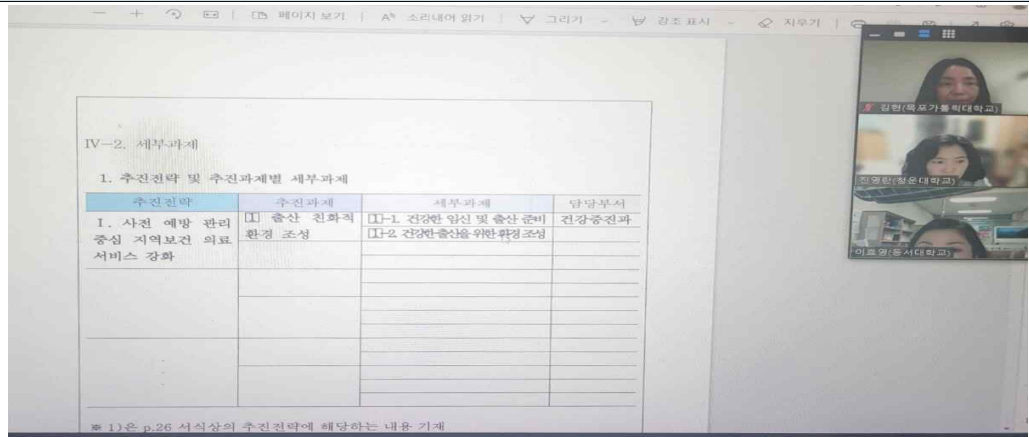 페이지 보기
A» 소리내어 읽기
그리기
강조 표시
지우기
김현(목포가톨릭대학교)
진영란(청운대학교)
이효영(동서대학교)
Ⅳ-2. 세부과제
1. 추진전략 및 추진과제별 세부과제
추진전략 추진과제 세부과제 담당부서
Ⅰ. 사전 예방 관리
중심 지역보건 의료
서비스 강화
1 출산 친화적
환경 조성
1-1. 건강한 임신 및 출산 준비
1-2. 건강한 출산을 위한 환경 조성
건강증진과
※ 1)은 p.26 서식상의 추진전략에 해당하는 내용 기재